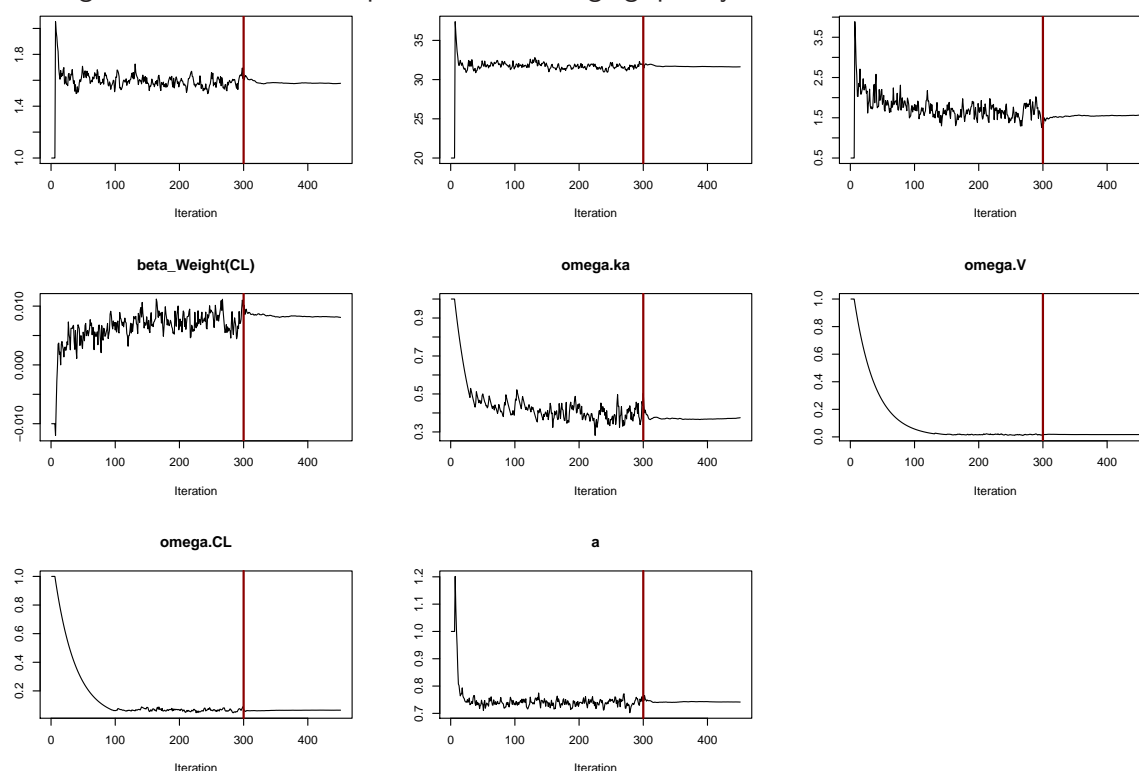 1.0 1.4 1.8
0 100 200 300 400
Iteration
20 25 30 35
0 100 200 300 400
Iteration
0.5 1.5 2.5 3.5
0 100 200 300 400
Iteration
beta_Weight(CL)
−0.010 0.000 0.010
0 100 200 300 400
Iteration
omega.ka
0.3 0.5 0.7 0.9
0 100 200 300 400
Iteration
omega.V
0.0 0.2 0.4 0.6 0.8 1.0
0 100 200 300 400
Iteration
omega.CL
0.2 0.4 0.6 0.8 1.0
0 100 200 300 400
Iteration
a
0.7 0.8 0.9 1.0 1.1 1.2
0 100 200 300 400
Iteration